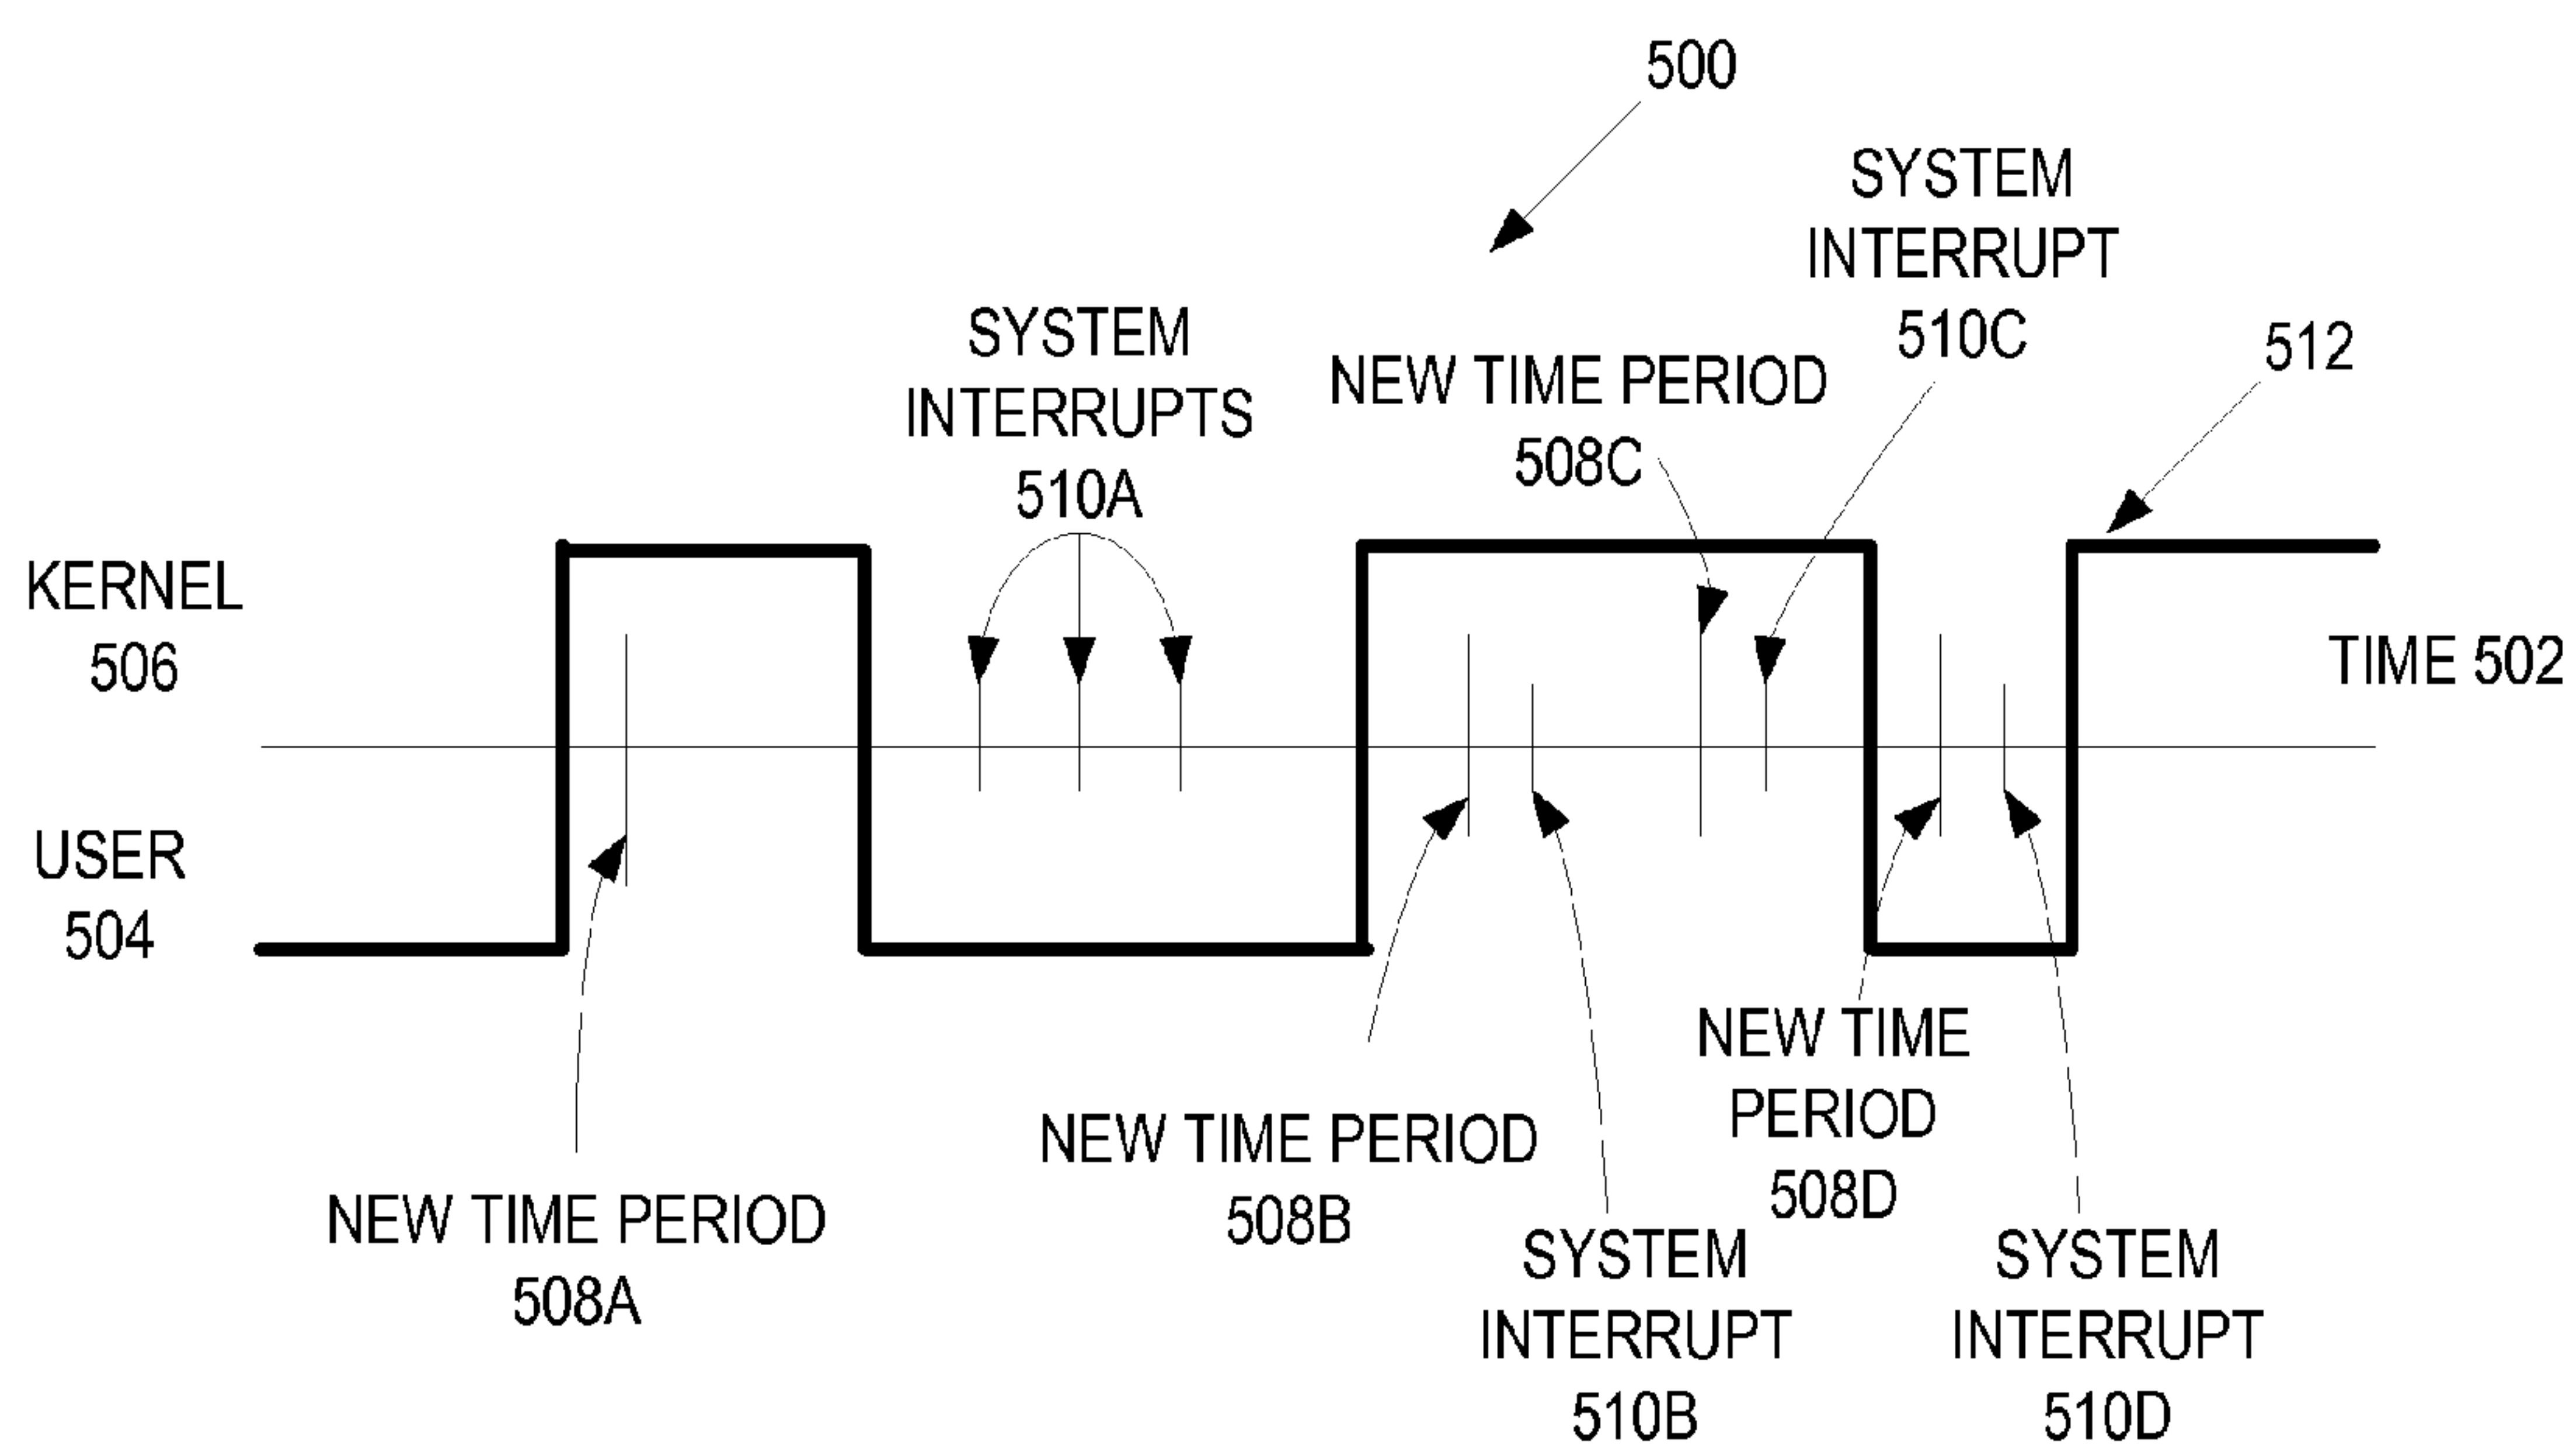 500
SYSTEM
INTERRUPT
510C
SYSTEM
INTERRUPTS
510A
NEW TIME PERIOD
508C
512
KERNEL
506
TIME 502
USER
504
NEW TIME PERIOD
508A
NEW TIME PERIOD
508B
NEW TIME
PERIOD
508D
SYSTEM
INTERRUPT
510B
SYSTEM
INTERRUPT
510D